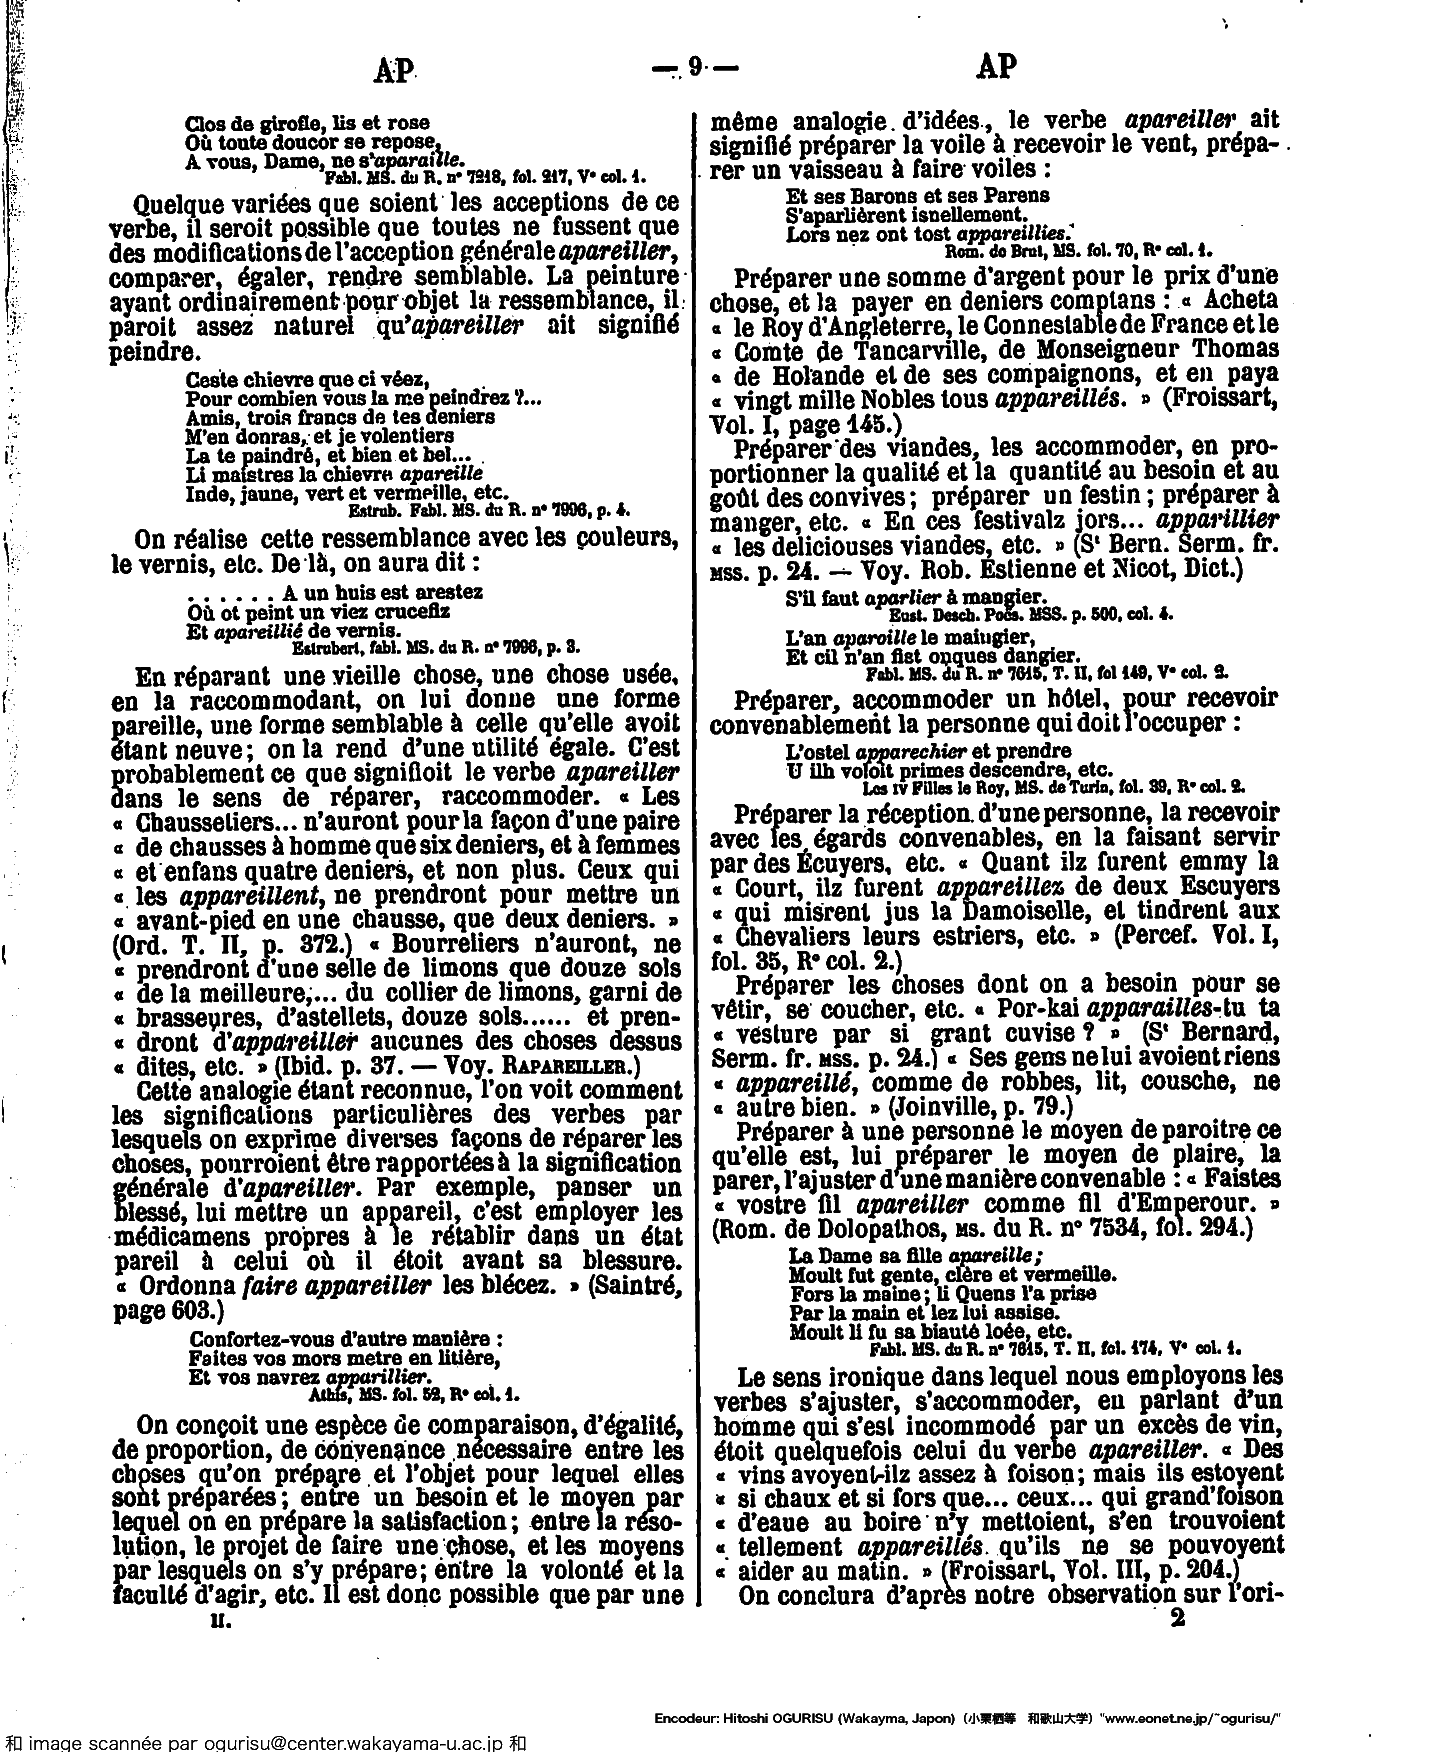 AP
— 9 —
AP
Clos de girofle, lis et rose
Où toute doucor se repose,
A vous, Dame, ne s'aparaille.
Fabl. MS. du R. n° 7218, fol. 217, V° col. 1.
Quelque variées que soient les acceptions de ce
verbe, il seroit possible que toutes ne fussent que
des modifications de l'acception générale apareiller,
comparer, égaler, rendre semblable. La peinture
ayant ordinairement pour objet la ressemblance, il
paroit assez naturel qu'apareiller ait signifié
peindre.
Ceste chievre que ci véez,
Pour combien vous la me peindrez ?...
Amis, trois francs de tes deniers
M'en donras, et je volentiers
La te paindré, et bien et bel...
Li maistres la chievre apareille
Inde, jaune, vert et vermeille, etc.
Estrub. Fabl. MS. du R. n° 7996, p. 4.
On réalise cette ressemblance avec les couleurs,
le vernis, etc. De là, on aura dit :
. . . . . . A un huis est arestez
Où ot peint un viez crucefiz
Et apareillié de vernis.
Estrubert, fabl. MS. du R. n° 7996, p. 3.
En réparant une vieille chose, une chose usée,
en la raccommodant, on lui donne une forme
pareille, une forme semblable à celle qu'elle avoit
étant neuve ; on la rend d'une utilité égale. C'est
probablement ce que signifioit le verbe apareiller
dans le sens de réparer, raccommoder. « Les
« Chaussetiers... n'auront pour la façon d'une paire
« de chausses à homme que six deniers, et à femmes
« et enfans quatre deniers, et non plus. Ceux qui
« les appareillent, ne prendront pour mettre un
« avant-pied en une chausse, que deux deniers. »
(Ord. T. II, p. 372.) « Bourreliers n'auront, ne
« prendront d'une selle de limons que douze sols
« de la meilleure,... du collier de limons, garni de
« brasseures, d'astellets, douze sols...... et pren-
« dront d'appareiller aucunes des choses dessus
« dites, etc. » (Ibid. p. 37. — Voy. RAPAREILLER.)
Cette analogie étant reconnue, l'on voit comment
les significations particulières des verbes par
lesquels on exprime diverses façons de réparer les
choses, pourroient être rapportées à la signification
générale d'apareiller. Par exemple, panser un
blessé, lui mettre un appareil, c'est employer les
médicamens propres à le rétablir dans un état
pareil à celui où il étoit avant sa blessure.
« Ordonna faire appareiller les blécez. » (Saintré,
page 603.)
Confortez-vous d'autre manière :
Faites vos mors metre en litière,
Et vos navrez apparillier.
Athis, MS. fol. 52, R° col. 1.
On conçoit une espèce de comparaison, d'égalité,
de proportion, de convenance nécessaire entre les
choses qu'on prépare et l'objet pour lequel elles
sont préparées ; entre un besoin et le moyen par
lequel on en prépare la satisfaction ; entre la réso-
lution, le projet de faire une chose, et les moyens
par lesquels on s'y prépare ; entre la volonté et la
faculté d'agir, etc. Il est donc possible que par une
II.
même analogie d'idées, le verbe apareiller ait
signifié préparer la voile à recevoir le vent, prépa-
rer un vaisseau à faire voiles :
Et ses Barons et ses Parens
S'aparlièrent isnellement.
Lors nez ont tost appareillies.
Rom. de Brut, MS. fol. 70, R° col. 1.
Préparer une somme d'argent pour le prix d'une
chose, et la payer en deniers comptans : « Acheta
« le Roy d'Angleterre, le Connestable de France et le
« Comte de Tancarville, de Monseigneur Thomas
« de Holande et de ses compaignons, et en paya
« vingt mille Nobles tous appareillés. » (Froissart,
Vol. I, page 145.)
Préparer des viandes, les accommoder, en pro-
portionner la qualité et la quantité au besoin et au
goût des convives ; préparer un festin ; préparer à
manger, etc. « En ces festivalz jors... apparillier
« les deliciouses viandes, etc. » (St Bern. Serm. fr.
MSS. p. 24. — Voy. Rob. Estienne et Nicot, Dict.)
S'il faut aparlier à mangier.
Eust. Desch. Poës. MSS. p. 500, col. 4.
L'an aparoille le maingier,
Et cil n'an fist onques dangier.
Fabl. MS. du R. n° 7615, T. II, fol 149, V° col. 2.
Préparer, accommoder un hôtel, pour recevoir
convenablement la personne qui doit l'occuper :
L'ostel apparechier et prendre
U ilh voloit primes descendre, etc.
Les IV Filles le Roy, MS. de Turin, fol. 39, R° col. 2.
Préparer la réception d'une personne, la recevoir
avec les égards convenables, en la faisant servir
par des Écuyers, etc. « Quant ilz furent emmy la
« Court, ilz furent appareillez de deux Escuyers
« qui misrent jus la Damoiselle, et tindrent aux
« Chevaliers leurs estriers, etc. » (Percef. Vol. I,
fol. 35, R° col. 2.)
Préparer les choses dont on a besoin pour se
vêtir, se coucher, etc. « Por-kai apparailles-tu ta
« vesture par si grant cuvise ? » (St Bernard,
Serm. fr. MSS. p. 24.) « Ses gens ne lui avoient riens
« appareillé, comme de robbes, lit, cousche, ne
« autre bien. » (Joinville, p. 79.)
Préparer à une personne le moyen de paroitre ce
qu'elle est, lui préparer le moyen de plaire, la
parer, l'ajuster d'une manière convenable : « Faistes
« vostre fil apareiller comme fil d'Emperour. »
(Rom. de Dolopathos, MS. du R. n° 7534, fol. 294.)
La Dame sa fille apareille ;
Moult fut gente, clère et vermeille.
Fors la maine ; li Quens l'a prise
Par la main et lez lui assise.
Moult li fu sa biauté loée, etc.
Fabl. MS. du R. n° 7615, T. II, fol. 174, V° col. 1.
Le sens ironique dans lequel nous employons les
verbes s'ajuster, s'accommoder, en parlant d'un
homme qui s'est incommodé par un excès de vin,
étoit quelquefois celui du verbe apareiller. « Des
« vins avoyent-ilz assez à foison ; mais ils estoyent
« si chaux et si fors que... ceux... qui grand'foison
« d'eaue au boire n'y mettoient, s'en trouvoient
« tellement appareillés qu'ils ne se pouvoyent
« aider au matin. » (Froissart, Vol. III, p. 204.)
On conclura d'après notre observation sur l'ori-
2
Encodeur: Hitoshi OGURISU (Wakayma, Japon) (小栗栖等 和歌山大学) "www.eonet.ne.jp/~ogurisu/"
和 image scannée par ogurisu@center.wakayama-u.ac.jp 和